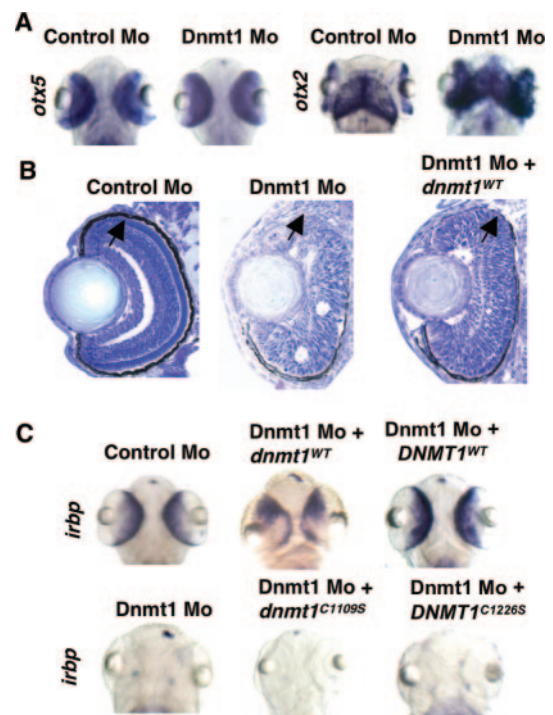 A
Control Mo Dnmt1 Mo Control Mo Dnmt1 Mo
otx5
otx2
B
Control Mo Dnmt1 Mo Dnmt1 Mo +
dnmt1WT
C
Control Mo Dnmt1 Mo + Dnmt1 Mo +
dnmt1WT DNMT1WT
irbp
Dnmt1 Mo Dnmt1 Mo + Dnmt1 Mo +
dnmt1C1109S DNMT1C1226S
irbp